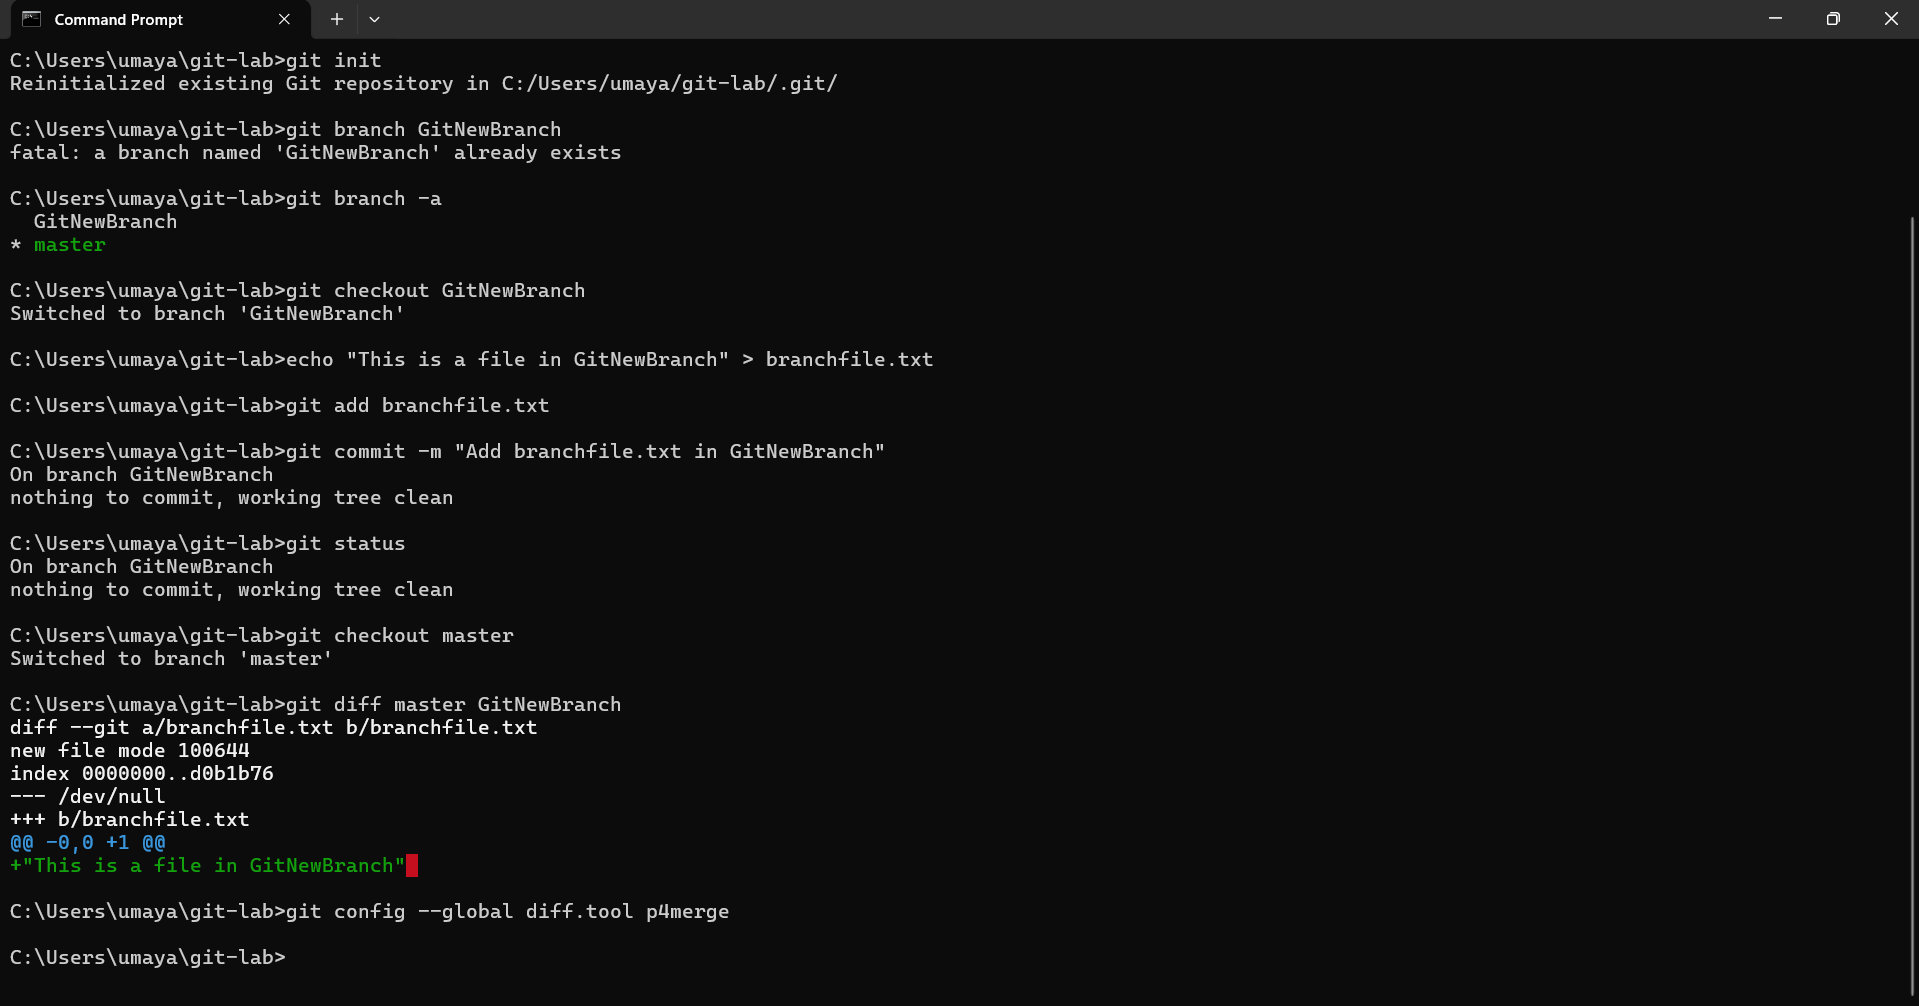 Command Prompt
C:\Users\umaya\git-lab>git init
Reinitialized existing Git repository in C:/Users/umaya/git-lab/.git/
C:\Users\umaya\git-lab>git branch GitNewBranch
fatal: a branch named 'GitNewBranch' already exists
C:\Users\umaya\git-lab>git branch -a
  GitNewBranch
* master
C:\Users\umaya\git-lab>git checkout GitNewBranch
Switched to branch 'GitNewBranch'
C:\Users\umaya\git-lab>echo "This is a file in GitNewBranch" > branchfile.txt
C:\Users\umaya\git-lab>git add branchfile.txt
C:\Users\umaya\git-lab>git commit -m "Add branchfile.txt in GitNewBranch"
On branch GitNewBranch
nothing to commit, working tree clean
C:\Users\umaya\git-lab>git status
On branch GitNewBranch
nothing to commit, working tree clean
C:\Users\umaya\git-lab>git checkout master
Switched to branch 'master'
C:\Users\umaya\git-lab>git diff master GitNewBranch
diff --git a/branchfile.txt b/branchfile.txt
new file mode 100644
index 0000000..d0b1b76
--- /dev/null
+++ b/branchfile.txt
@@ -0,0 +1 @@
+"This is a file in GitNewBranch"
C:\Users\umaya\git-lab>git config --global diff.tool p4merge
C:\Users\umaya\git-lab>